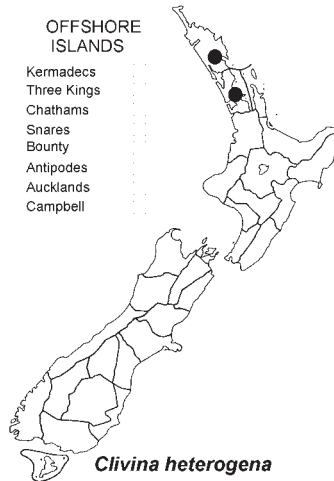 OFFSHORE
ISLANDS
Kermadecs
Three Kings
Chathams
Snares
Bounty
Antipodes
Aucklands
Campbell
Clivina heterogena